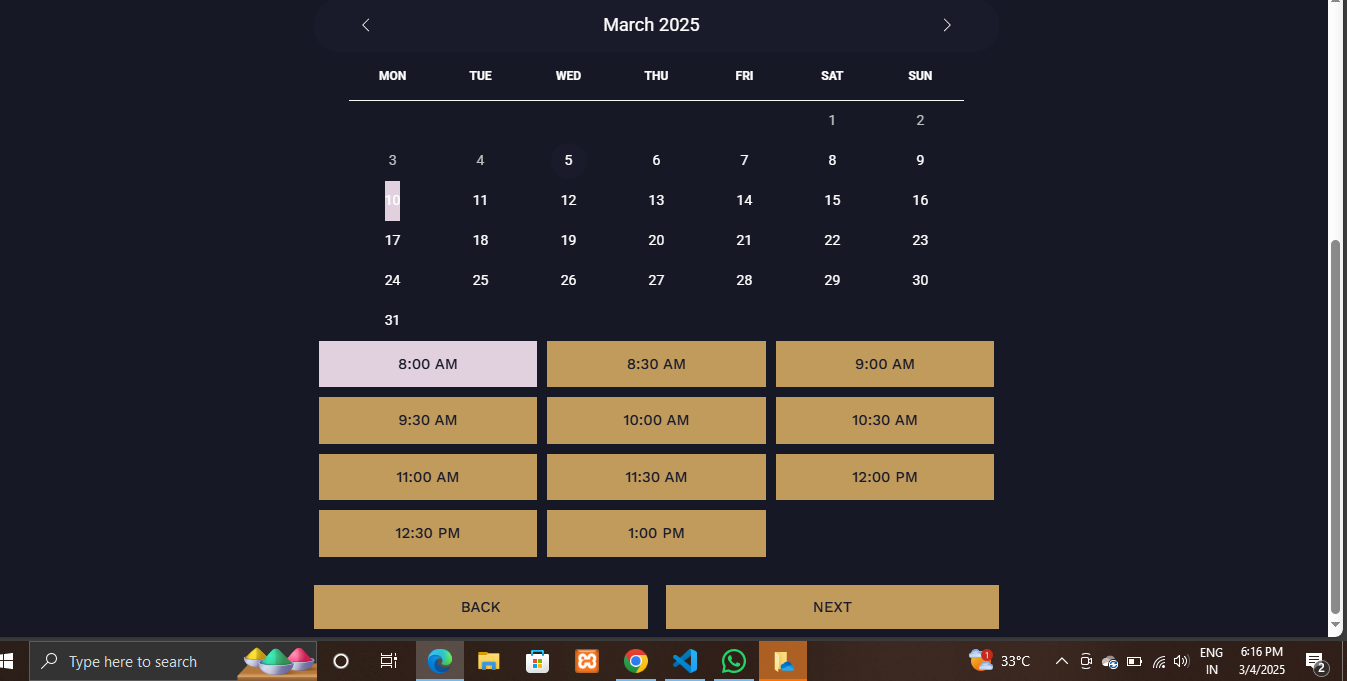 March 2025
MON TUE WED THU FRI SAT SUN
1 2
3 4 5 6 7 8 9
10 11 12 13 14 15 16
17 18 19 20 21 22 23
24 25 26 27 28 29 30
31
8:00 AM 8:30 AM 9:00 AM
9:30 AM 10:00 AM 10:30 AM
11:00 AM 11:30 AM 12:00 PM
12:30 PM 1:00 PM
BACK NEXT
Type here to search
1
33°C
ENG
IN
6:16 PM
3/4/2025
2